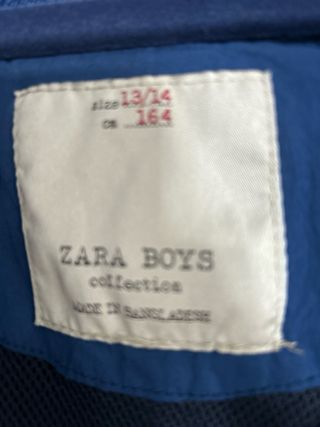 size 13/14
cm 164
ZARA BOYS
collection
MADE IN BANGLADESH